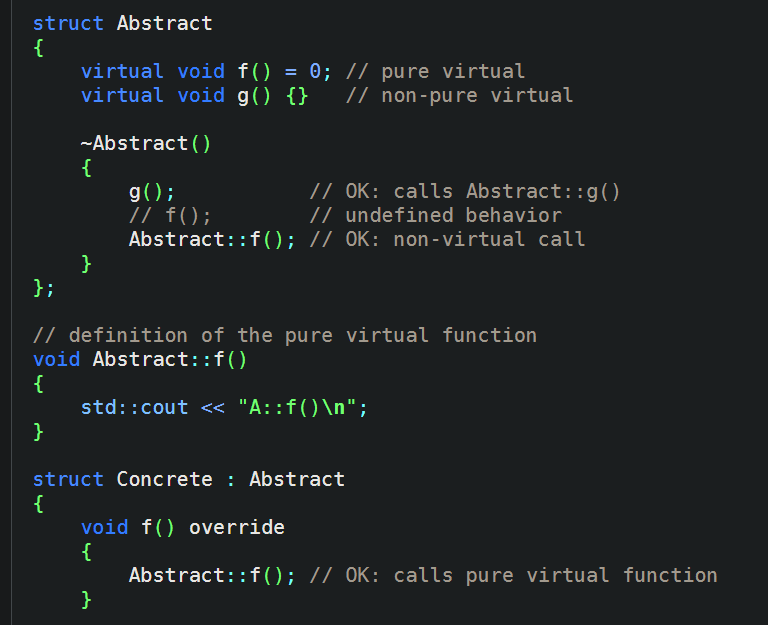 struct Abstract
{
    virtual void f() = 0; // pure virtual
    virtual void g() {}   // non-pure virtual

    ~Abstract()
    {
        g();           // OK: calls Abstract::g()
        // f();        // undefined behavior
        Abstract::f(); // OK: non-virtual call
    }
};

// definition of the pure virtual function
void Abstract::f()
{
    std::cout << "A::f()\n";
}

struct Concrete : Abstract
{
    void f() override
    {
        Abstract::f(); // OK: calls pure virtual function
    }